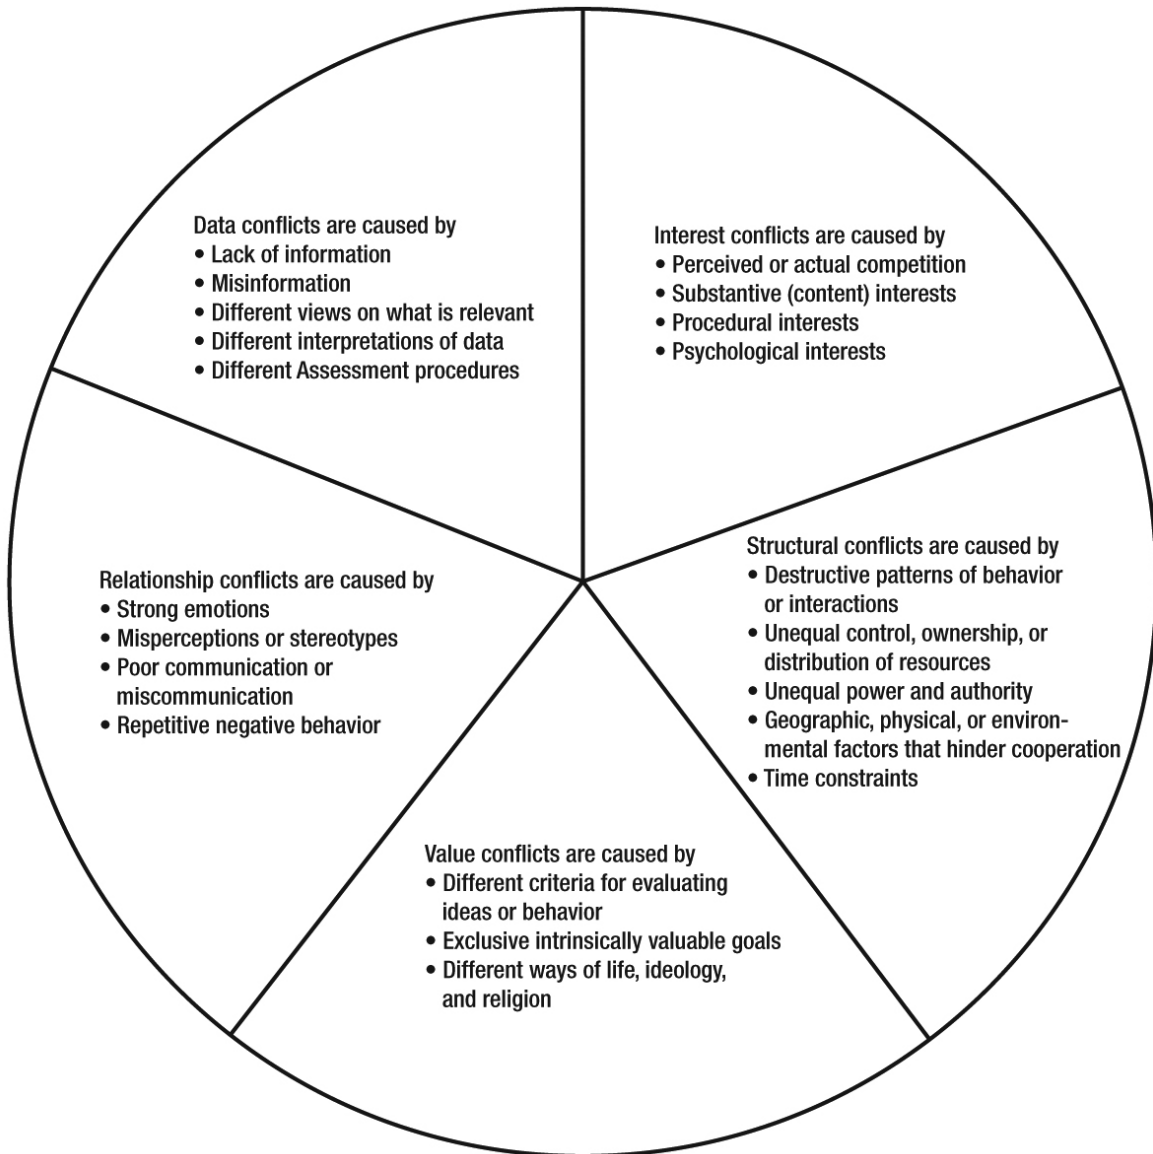 Data conflicts are caused by
• Lack of information
• Misinformation
• Different views on what is relevant
• Different interpretations of data
• Different Assessment procedures
Interest conflicts are caused by
• Perceived or actual competition
• Substantive (content) interests
• Procedural interests
• Psychological interests
Structural conflicts are caused by
• Destructive patterns of behavior
or interactions
• Unequal control, ownership, or
distribution of resources
• Unequal power and authority
• Geographic, physical, or environ-
mental factors that hinder cooperation
• Time constraints
Relationship conflicts are caused by
• Strong emotions
• Misperceptions or stereotypes
• Poor communication or
miscommunication
• Repetitive negative behavior
Value conflicts are caused by
• Different criteria for evaluating
ideas or behavior
• Exclusive intrinsically valuable goals
• Different ways of life, ideology,
and religion